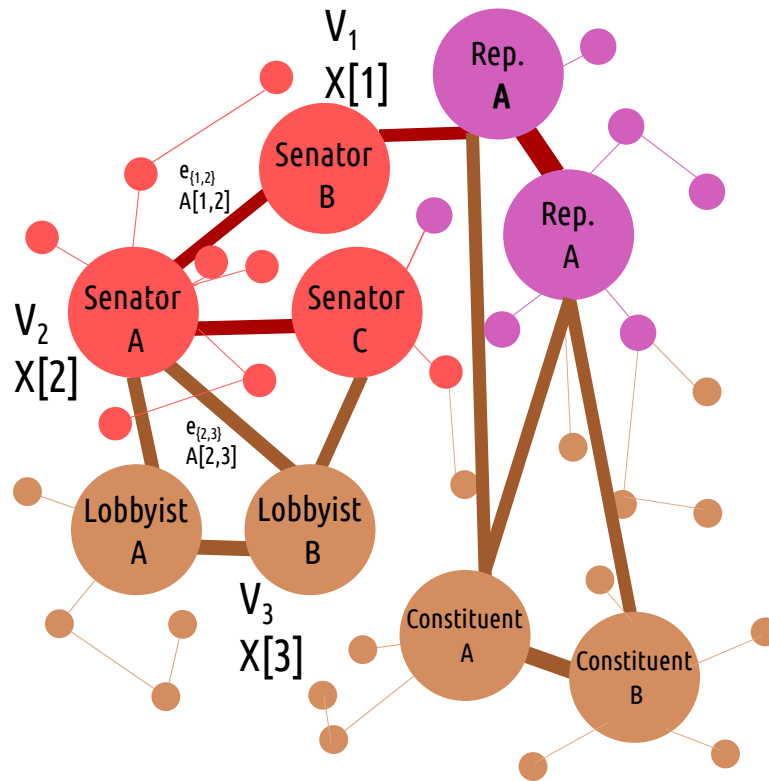 V₁
X[1]
Rep.
A
Senator
B
e{1,2}
A[1,2]
Rep.
A
Senator
A
Senator
C
V₂
X[2]
e{2,3}
A[2,3]
Lobbyist
A
Lobbyist
B
V₃
X[3]
Constituent
A
Constituent
B